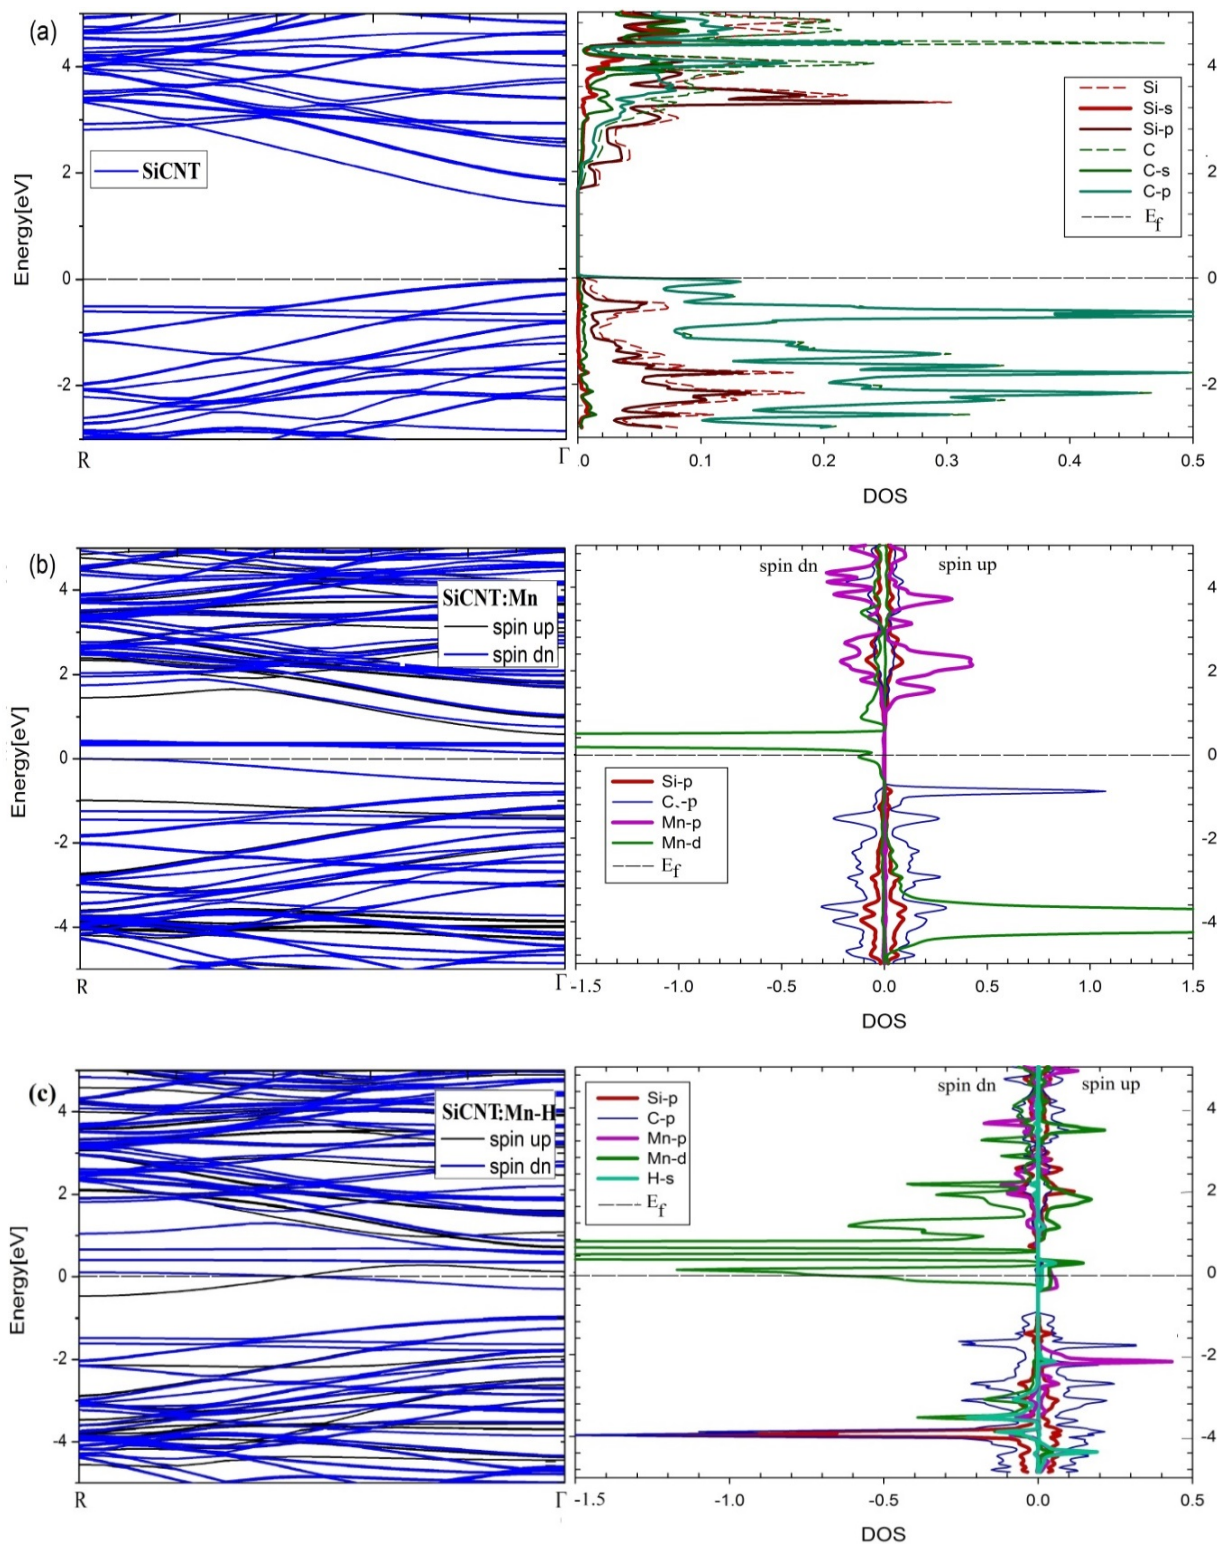 (a)
Energy[eV]
4
2
0
-2
SiCNT
R
Γ
Si
Si-s
Si-p
C
C-s
C-p
E_f
4
2
0
-2
.0
0.1
0.2
0.3
0.4
0.5
DOS
(b)
Energy[eV]
4
2
0
-2
-4
SiCNT:Mn
spin up
spin dn
R
Γ
spin dn
spin up
Si-p
C.-p
Mn-p
Mn-d
E_f
4
2
0
-2
-4
-1.5
-1.0
-0.5
0.0
0.5
1.0
1.5
DOS
(c)
Energy[eV]
4
2
0
-2
-4
SiCNT:Mn-H
spin up
spin dn
R
Γ
Si-p
C-p
Mn-p
Mn-d
H-s
E_f
spin dn
spin up
4
2
0
-2
-4
-1.5
-1.0
-0.5
0.0
0.5
DOS